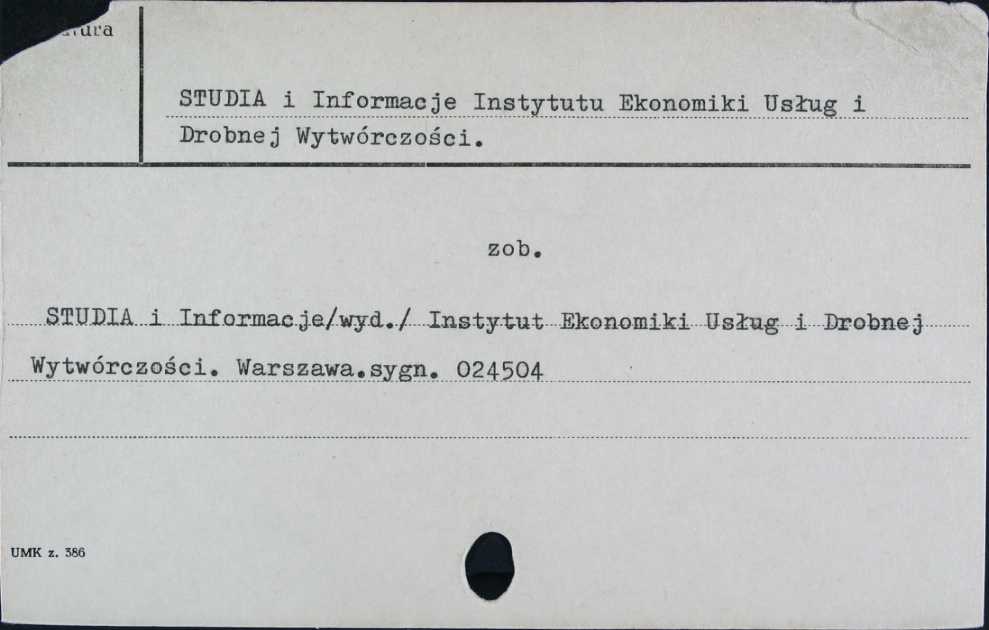 STUDIA i Informacje Instytutu Ekonomiki Usług i
Drobnej Wytwórczości.
zob.
STUDIA i Informacje/wyd./ Instytut Ekonomiki Usług i Drobnej
Wytwórczości. Warszawa.sygn. 024504
UMK z. 386